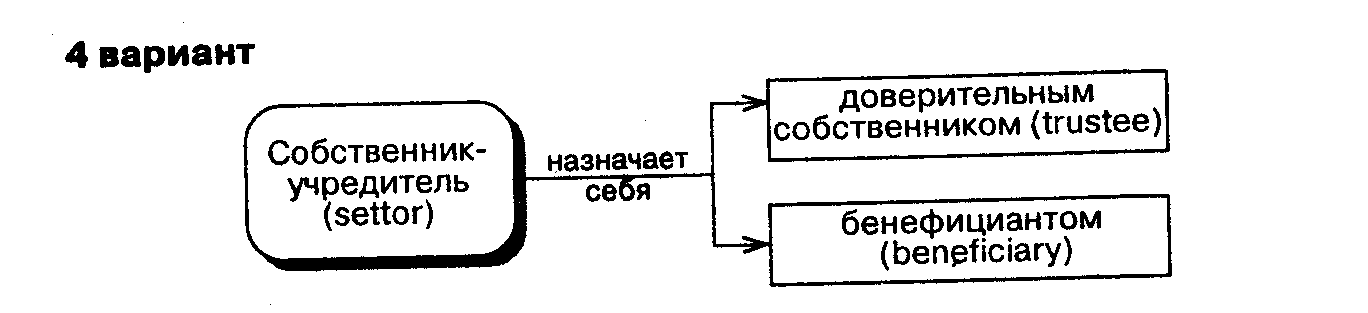 4 вариант
Собственник-
учредитель
(settor)
назначает
себя
доверительным
собственником (trustee)
бенефициантом
(beneficiary)